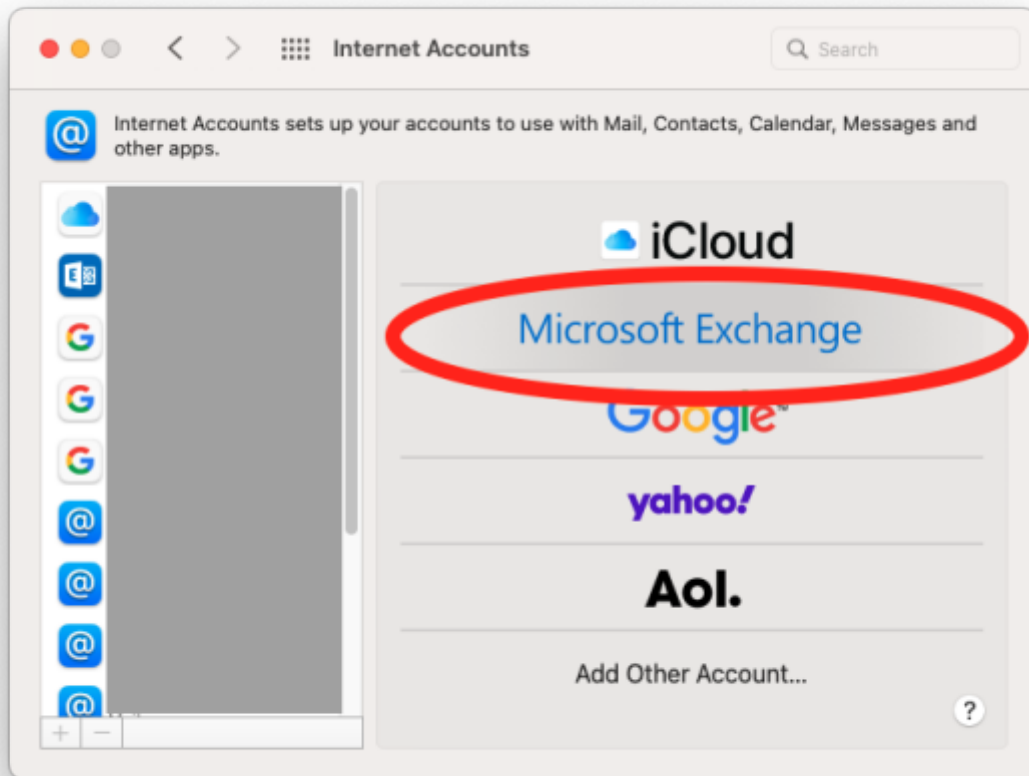 Internet Accounts
Search
Internet Accounts sets up your accounts to use with Mail, Contacts, Calendar, Messages and
other apps.
iCloud
Microsoft Exchange
Google™
yahoo!
Aol.
Add Other Account...
?
+ −